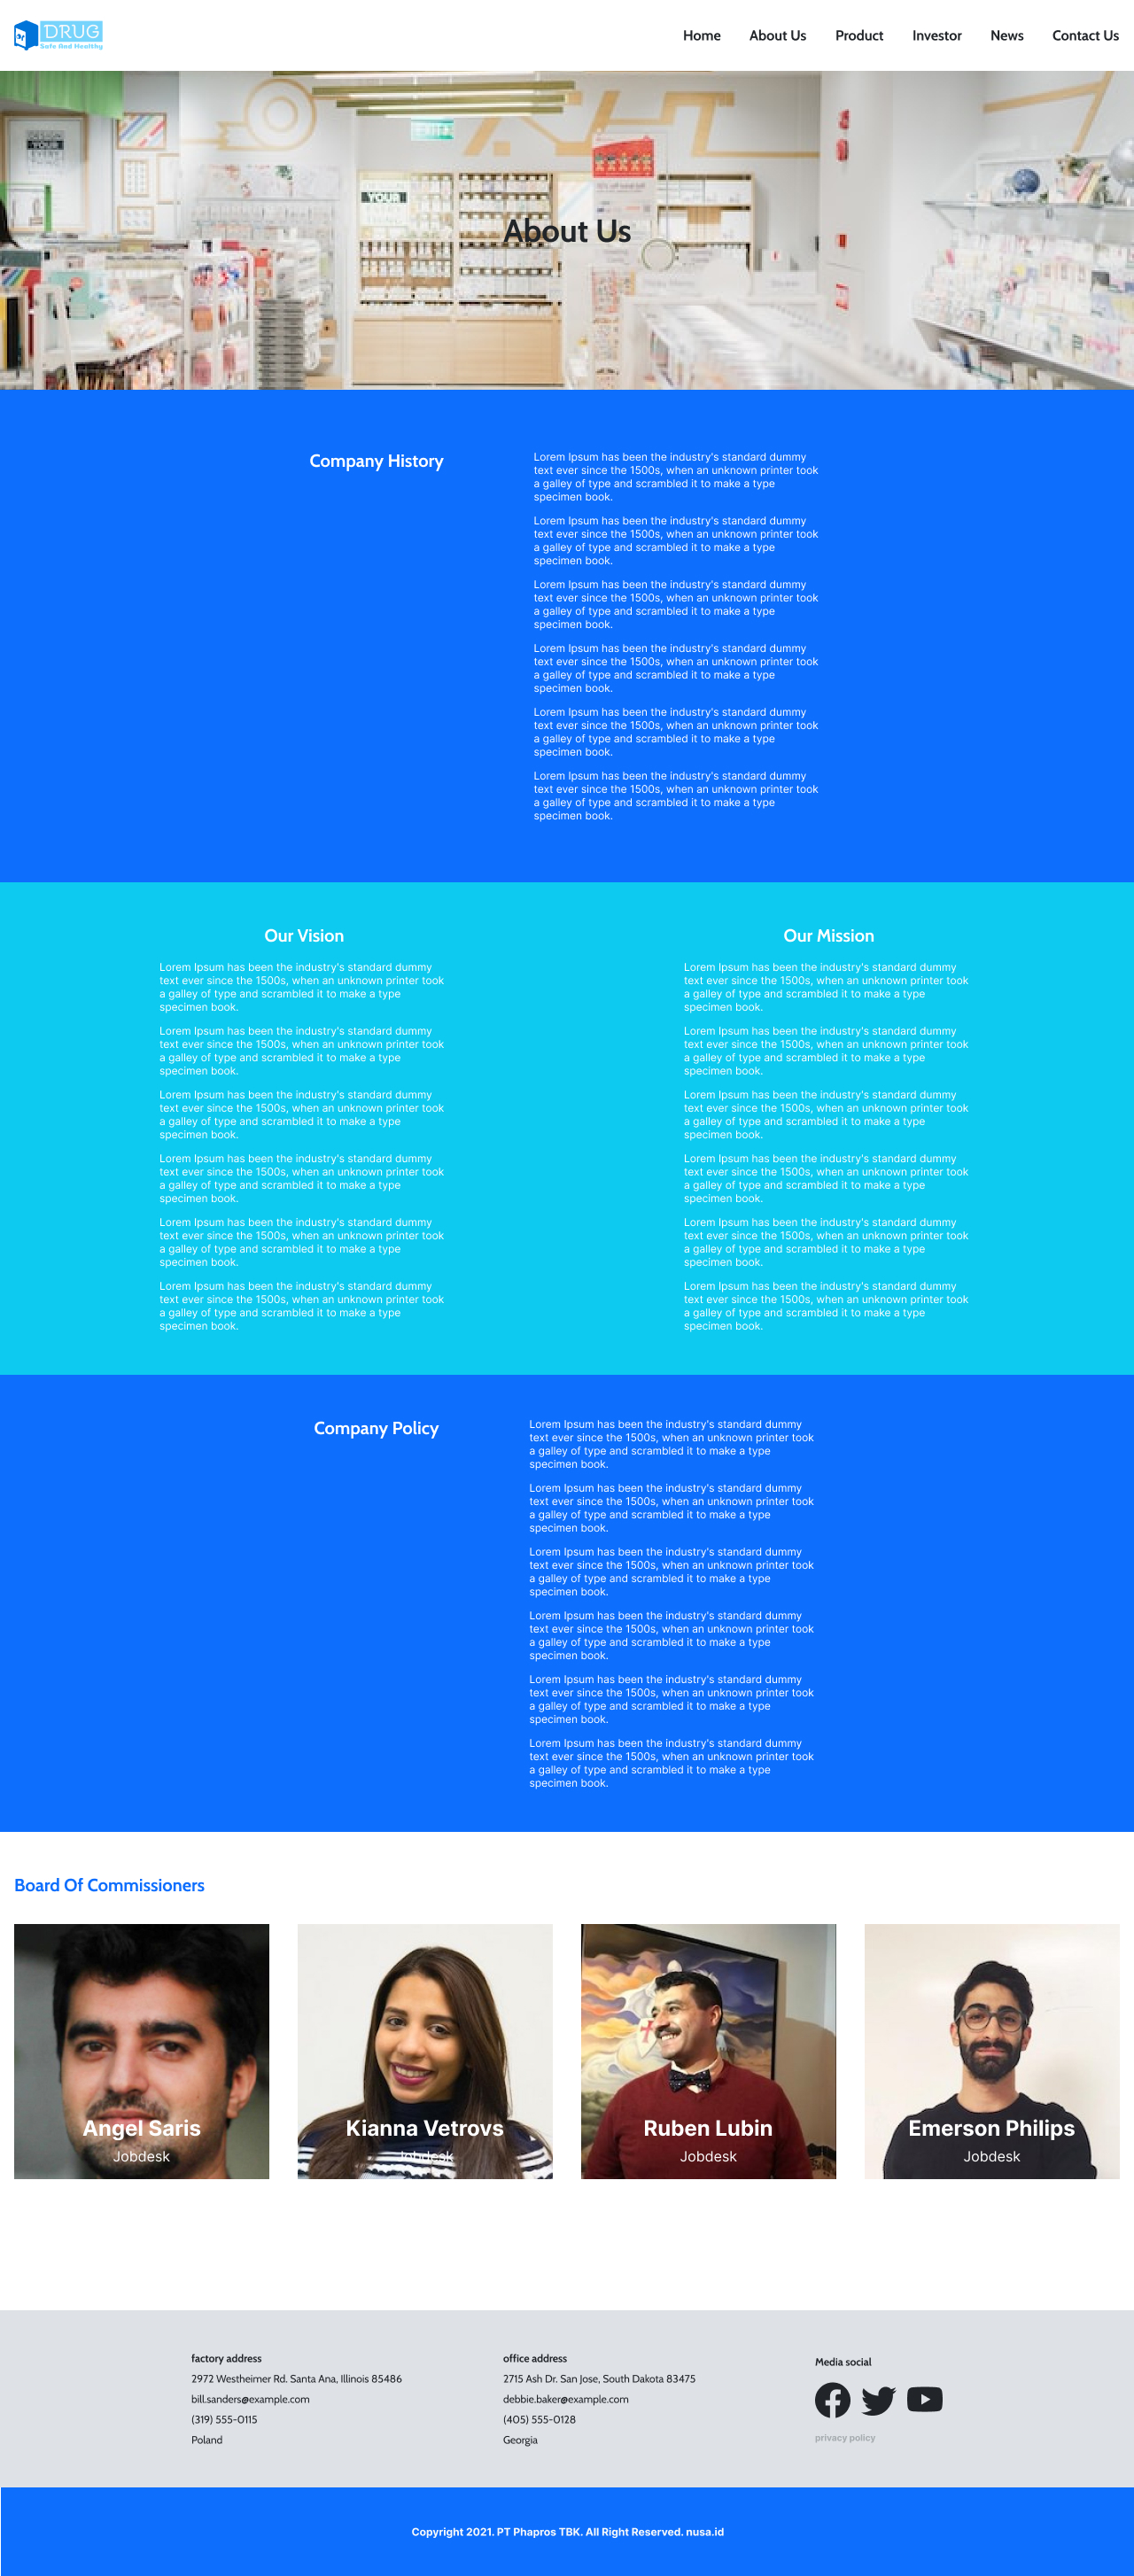 DRUG
Safe And Healthy
Home About Us Product Investor News Contact Us
YOUR
YOUR
About Us
Company History
Lorem Ipsum has been the industry's standard dummy
text ever since the 1500s, when an unknown printer took
a galley of type and scrambled it to make a type
specimen book.
Lorem Ipsum has been the industry's standard dummy
text ever since the 1500s, when an unknown printer took
a galley of type and scrambled it to make a type
specimen book.
Lorem Ipsum has been the industry's standard dummy
text ever since the 1500s, when an unknown printer took
a galley of type and scrambled it to make a type
specimen book.
Lorem Ipsum has been the industry's standard dummy
text ever since the 1500s, when an unknown printer took
a galley of type and scrambled it to make a type
specimen book.
Lorem Ipsum has been the industry's standard dummy
text ever since the 1500s, when an unknown printer took
a galley of type and scrambled it to make a type
specimen book.
Lorem Ipsum has been the industry's standard dummy
text ever since the 1500s, when an unknown printer took
a galley of type and scrambled it to make a type
specimen book.
Our Vision
Lorem Ipsum has been the industry's standard dummy
text ever since the 1500s, when an unknown printer took
a galley of type and scrambled it to make a type
specimen book.
Lorem Ipsum has been the industry's standard dummy
text ever since the 1500s, when an unknown printer took
a galley of type and scrambled it to make a type
specimen book.
Lorem Ipsum has been the industry's standard dummy
text ever since the 1500s, when an unknown printer took
a galley of type and scrambled it to make a type
specimen book.
Lorem Ipsum has been the industry's standard dummy
text ever since the 1500s, when an unknown printer took
a galley of type and scrambled it to make a type
specimen book.
Lorem Ipsum has been the industry's standard dummy
text ever since the 1500s, when an unknown printer took
a galley of type and scrambled it to make a type
specimen book.
Lorem Ipsum has been the industry's standard dummy
text ever since the 1500s, when an unknown printer took
a galley of type and scrambled it to make a type
specimen book.
Our Mission
Lorem Ipsum has been the industry's standard dummy
text ever since the 1500s, when an unknown printer took
a galley of type and scrambled it to make a type
specimen book.
Lorem Ipsum has been the industry's standard dummy
text ever since the 1500s, when an unknown printer took
a galley of type and scrambled it to make a type
specimen book.
Lorem Ipsum has been the industry's standard dummy
text ever since the 1500s, when an unknown printer took
a galley of type and scrambled it to make a type
specimen book.
Lorem Ipsum has been the industry's standard dummy
text ever since the 1500s, when an unknown printer took
a galley of type and scrambled it to make a type
specimen book.
Lorem Ipsum has been the industry's standard dummy
text ever since the 1500s, when an unknown printer took
a galley of type and scrambled it to make a type
specimen book.
Lorem Ipsum has been the industry's standard dummy
text ever since the 1500s, when an unknown printer took
a galley of type and scrambled it to make a type
specimen book.
Company Policy
Lorem Ipsum has been the industry's standard dummy
text ever since the 1500s, when an unknown printer took
a galley of type and scrambled it to make a type
specimen book.
Lorem Ipsum has been the industry's standard dummy
text ever since the 1500s, when an unknown printer took
a galley of type and scrambled it to make a type
specimen book.
Lorem Ipsum has been the industry's standard dummy
text ever since the 1500s, when an unknown printer took
a galley of type and scrambled it to make a type
specimen book.
Lorem Ipsum has been the industry's standard dummy
text ever since the 1500s, when an unknown printer took
a galley of type and scrambled it to make a type
specimen book.
Lorem Ipsum has been the industry's standard dummy
text ever since the 1500s, when an unknown printer took
a galley of type and scrambled it to make a type
specimen book.
Lorem Ipsum has been the industry's standard dummy
text ever since the 1500s, when an unknown printer took
a galley of type and scrambled it to make a type
specimen book.
Board Of Commissioners
Angel Saris
Jobdesk
Kianna Vetrovs
Jobdesk
Ruben Lubin
Jobdesk
Emerson Philips
Jobdesk
factory address
2972 Westheimer Rd. Santa Ana, Illinois 85486
bill.sanders@example.com
(319) 555-0115
Poland
office address
2715 Ash Dr. San Jose, South Dakota 83475
debbie.baker@example.com
(405) 555-0128
Georgia
Media social
privacy policy
Copyright 2021. PT Phapros TBK. All Right Reserved. nusa.id